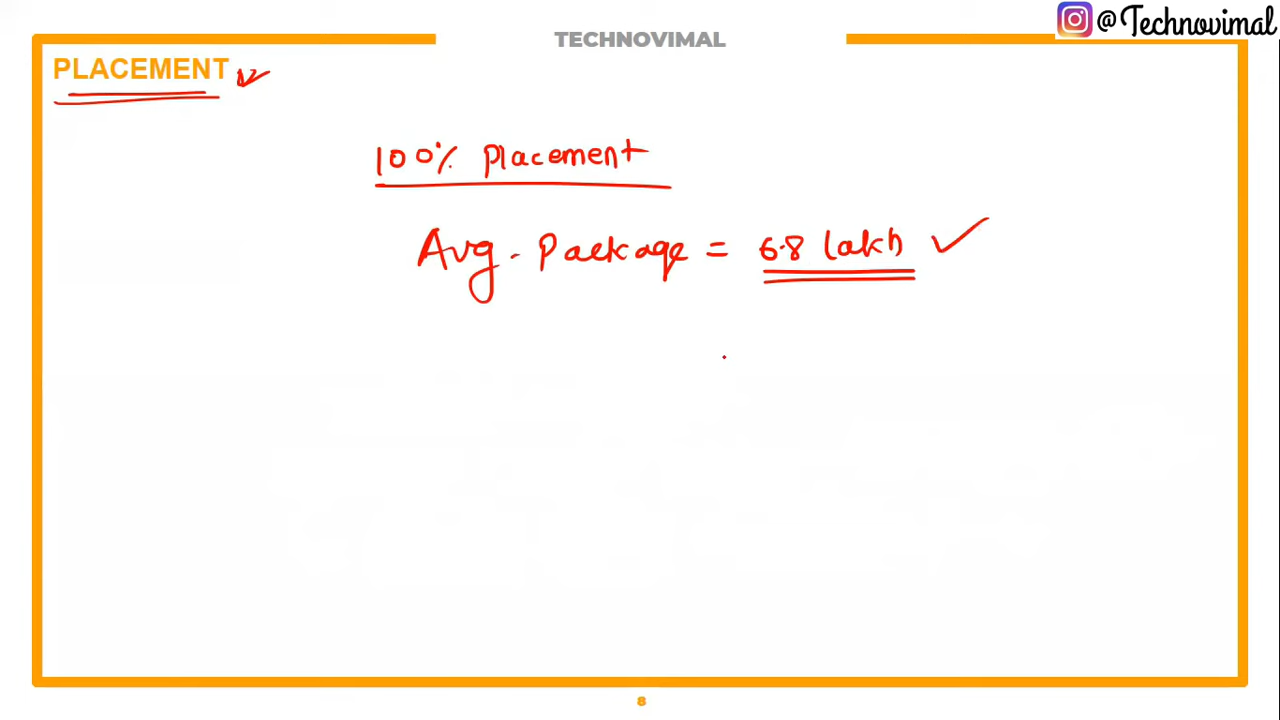 @Technovimal
TECHNOVIMAL
PLACEMENT
100% Placement
Avg. Package = 6.8 lakh
8